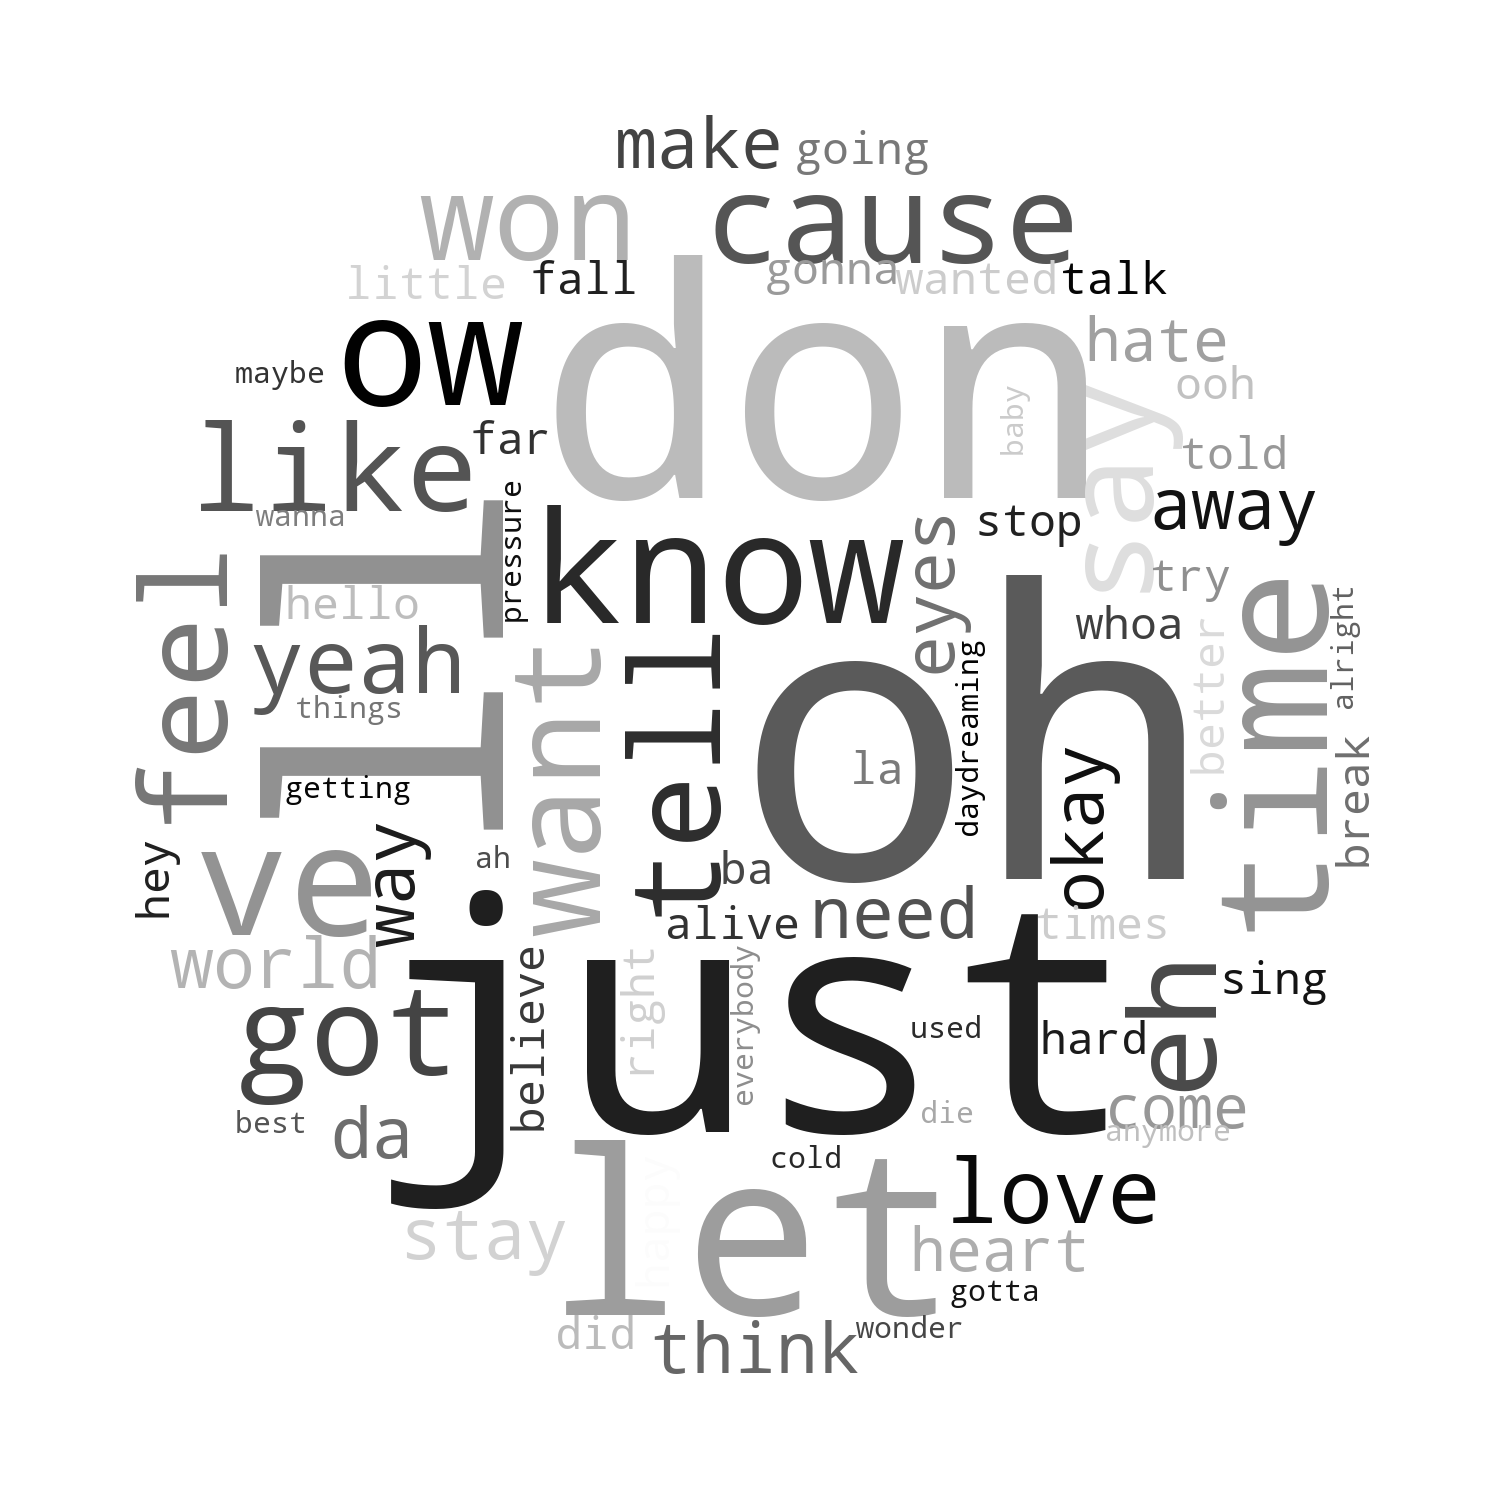 make going
won cause
little fall gonna wanted talk
ow don hate
maybe baby say ooh
like far told
wanna pressure know eyes stop away
feel ll hello try
yeah want tell oh whoa better time alright
things daydreaming
getting la okay break
hey ve way ah ba
world alive need times
got just believe right everybody eh sing
used hard
best da die come
anymore
cold
stay happy let love
heart
gotta
did think wonder